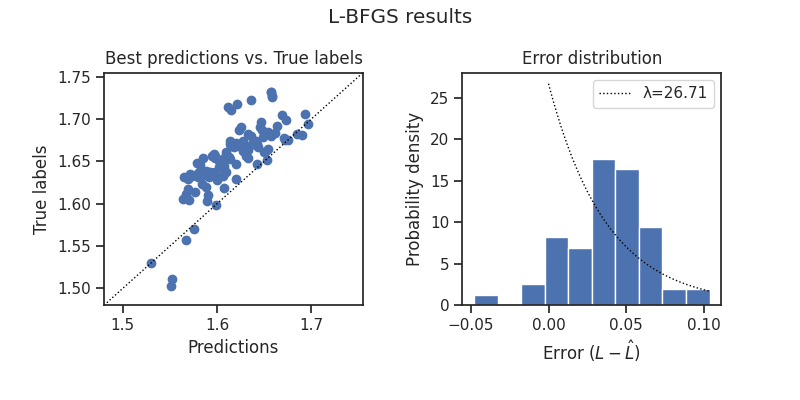 L-BFGS results
Best predictions vs. True labels
True labels
1.75
1.70
1.65
1.60
1.55
1.50
1.5
1.6
1.7
Predictions
Error distribution
Probability density
25
20
15
10
5
0
λ=26.71
−0.05
0.00
0.05
0.10
Error (L − L̂)